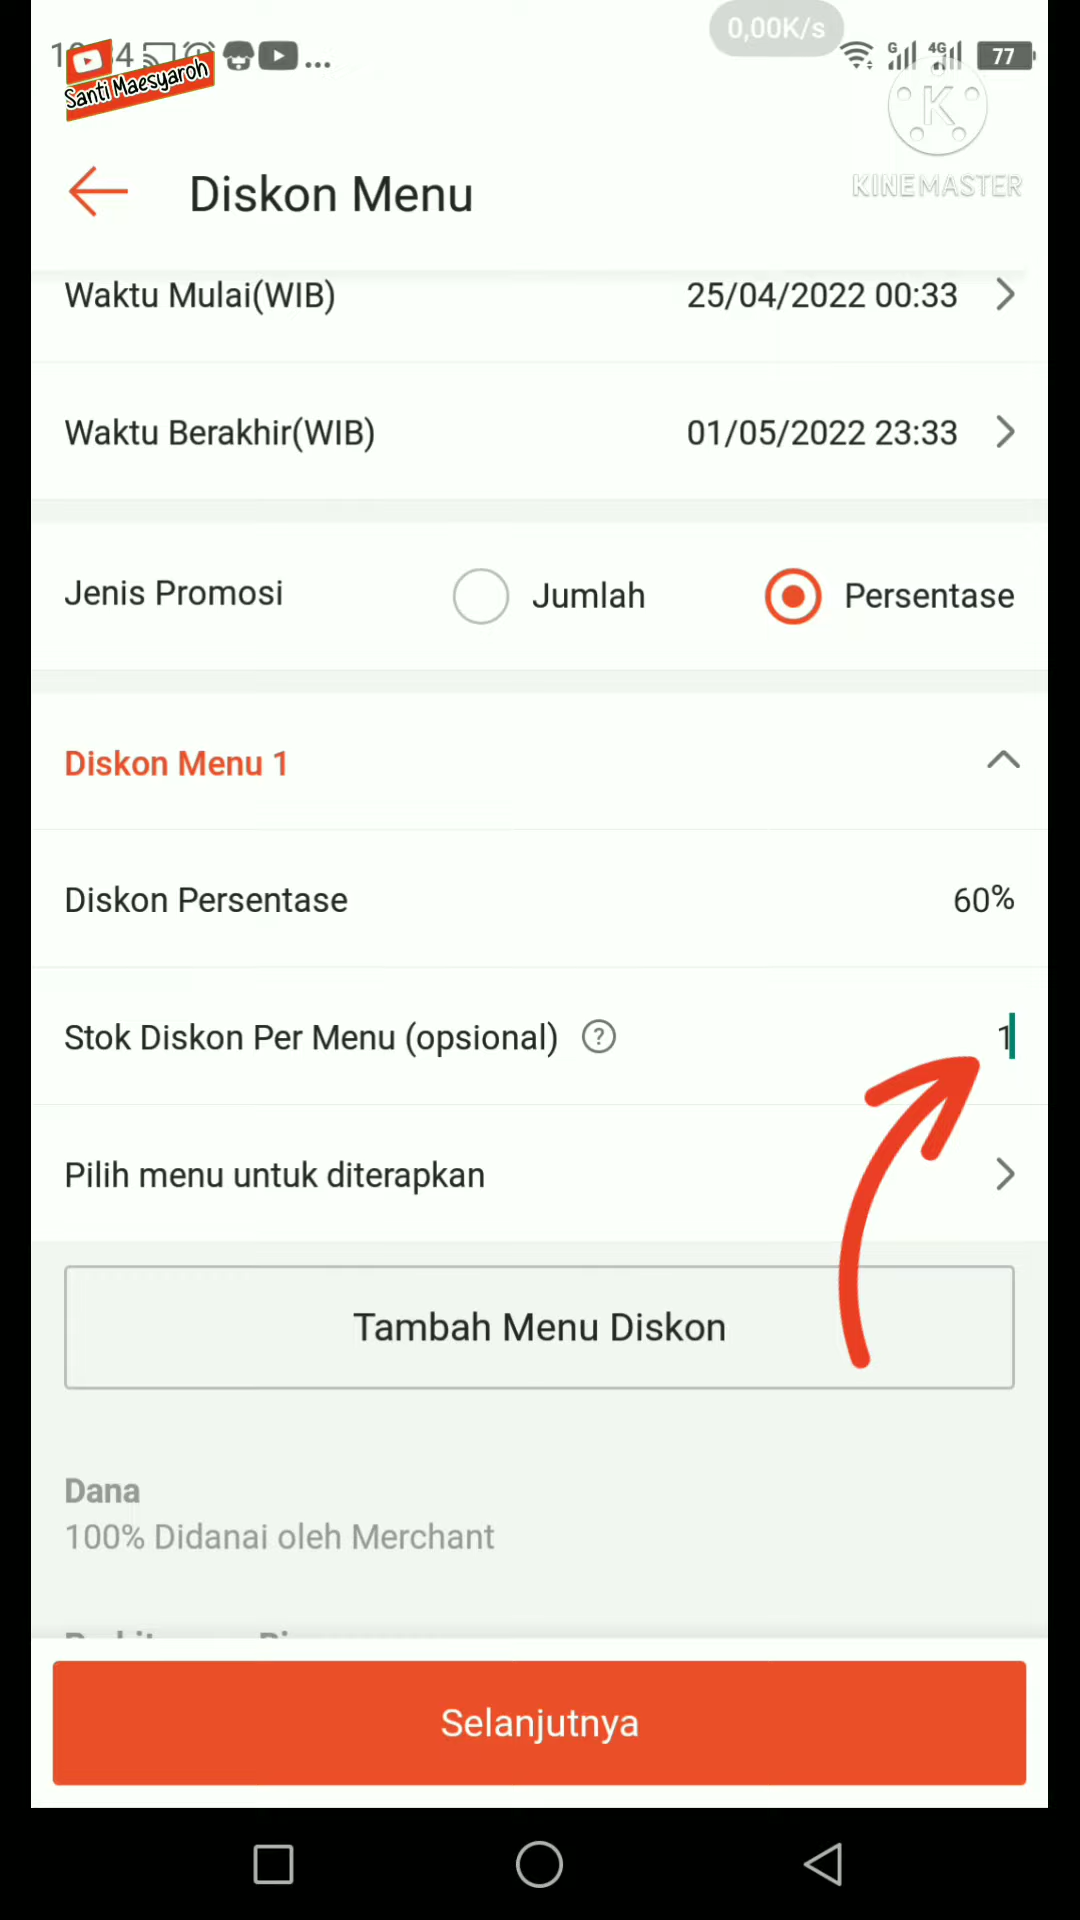 0,00K/s
G 4G 77
Santi Maesyaroh
K
KINEMASTER
Diskon Menu
Waktu Mulai(WIB) 25/04/2022 00:33
Waktu Berakhir(WIB) 01/05/2022 23:33
Jenis Promosi Jumlah Persentase
Diskon Menu 1
Diskon Persentase 60%
Stok Diskon Per Menu (opsional) ? 1
Pilih menu untuk diterapkan
Tambah Menu Diskon
Dana
100% Didanai oleh Merchant
Selanjutnya